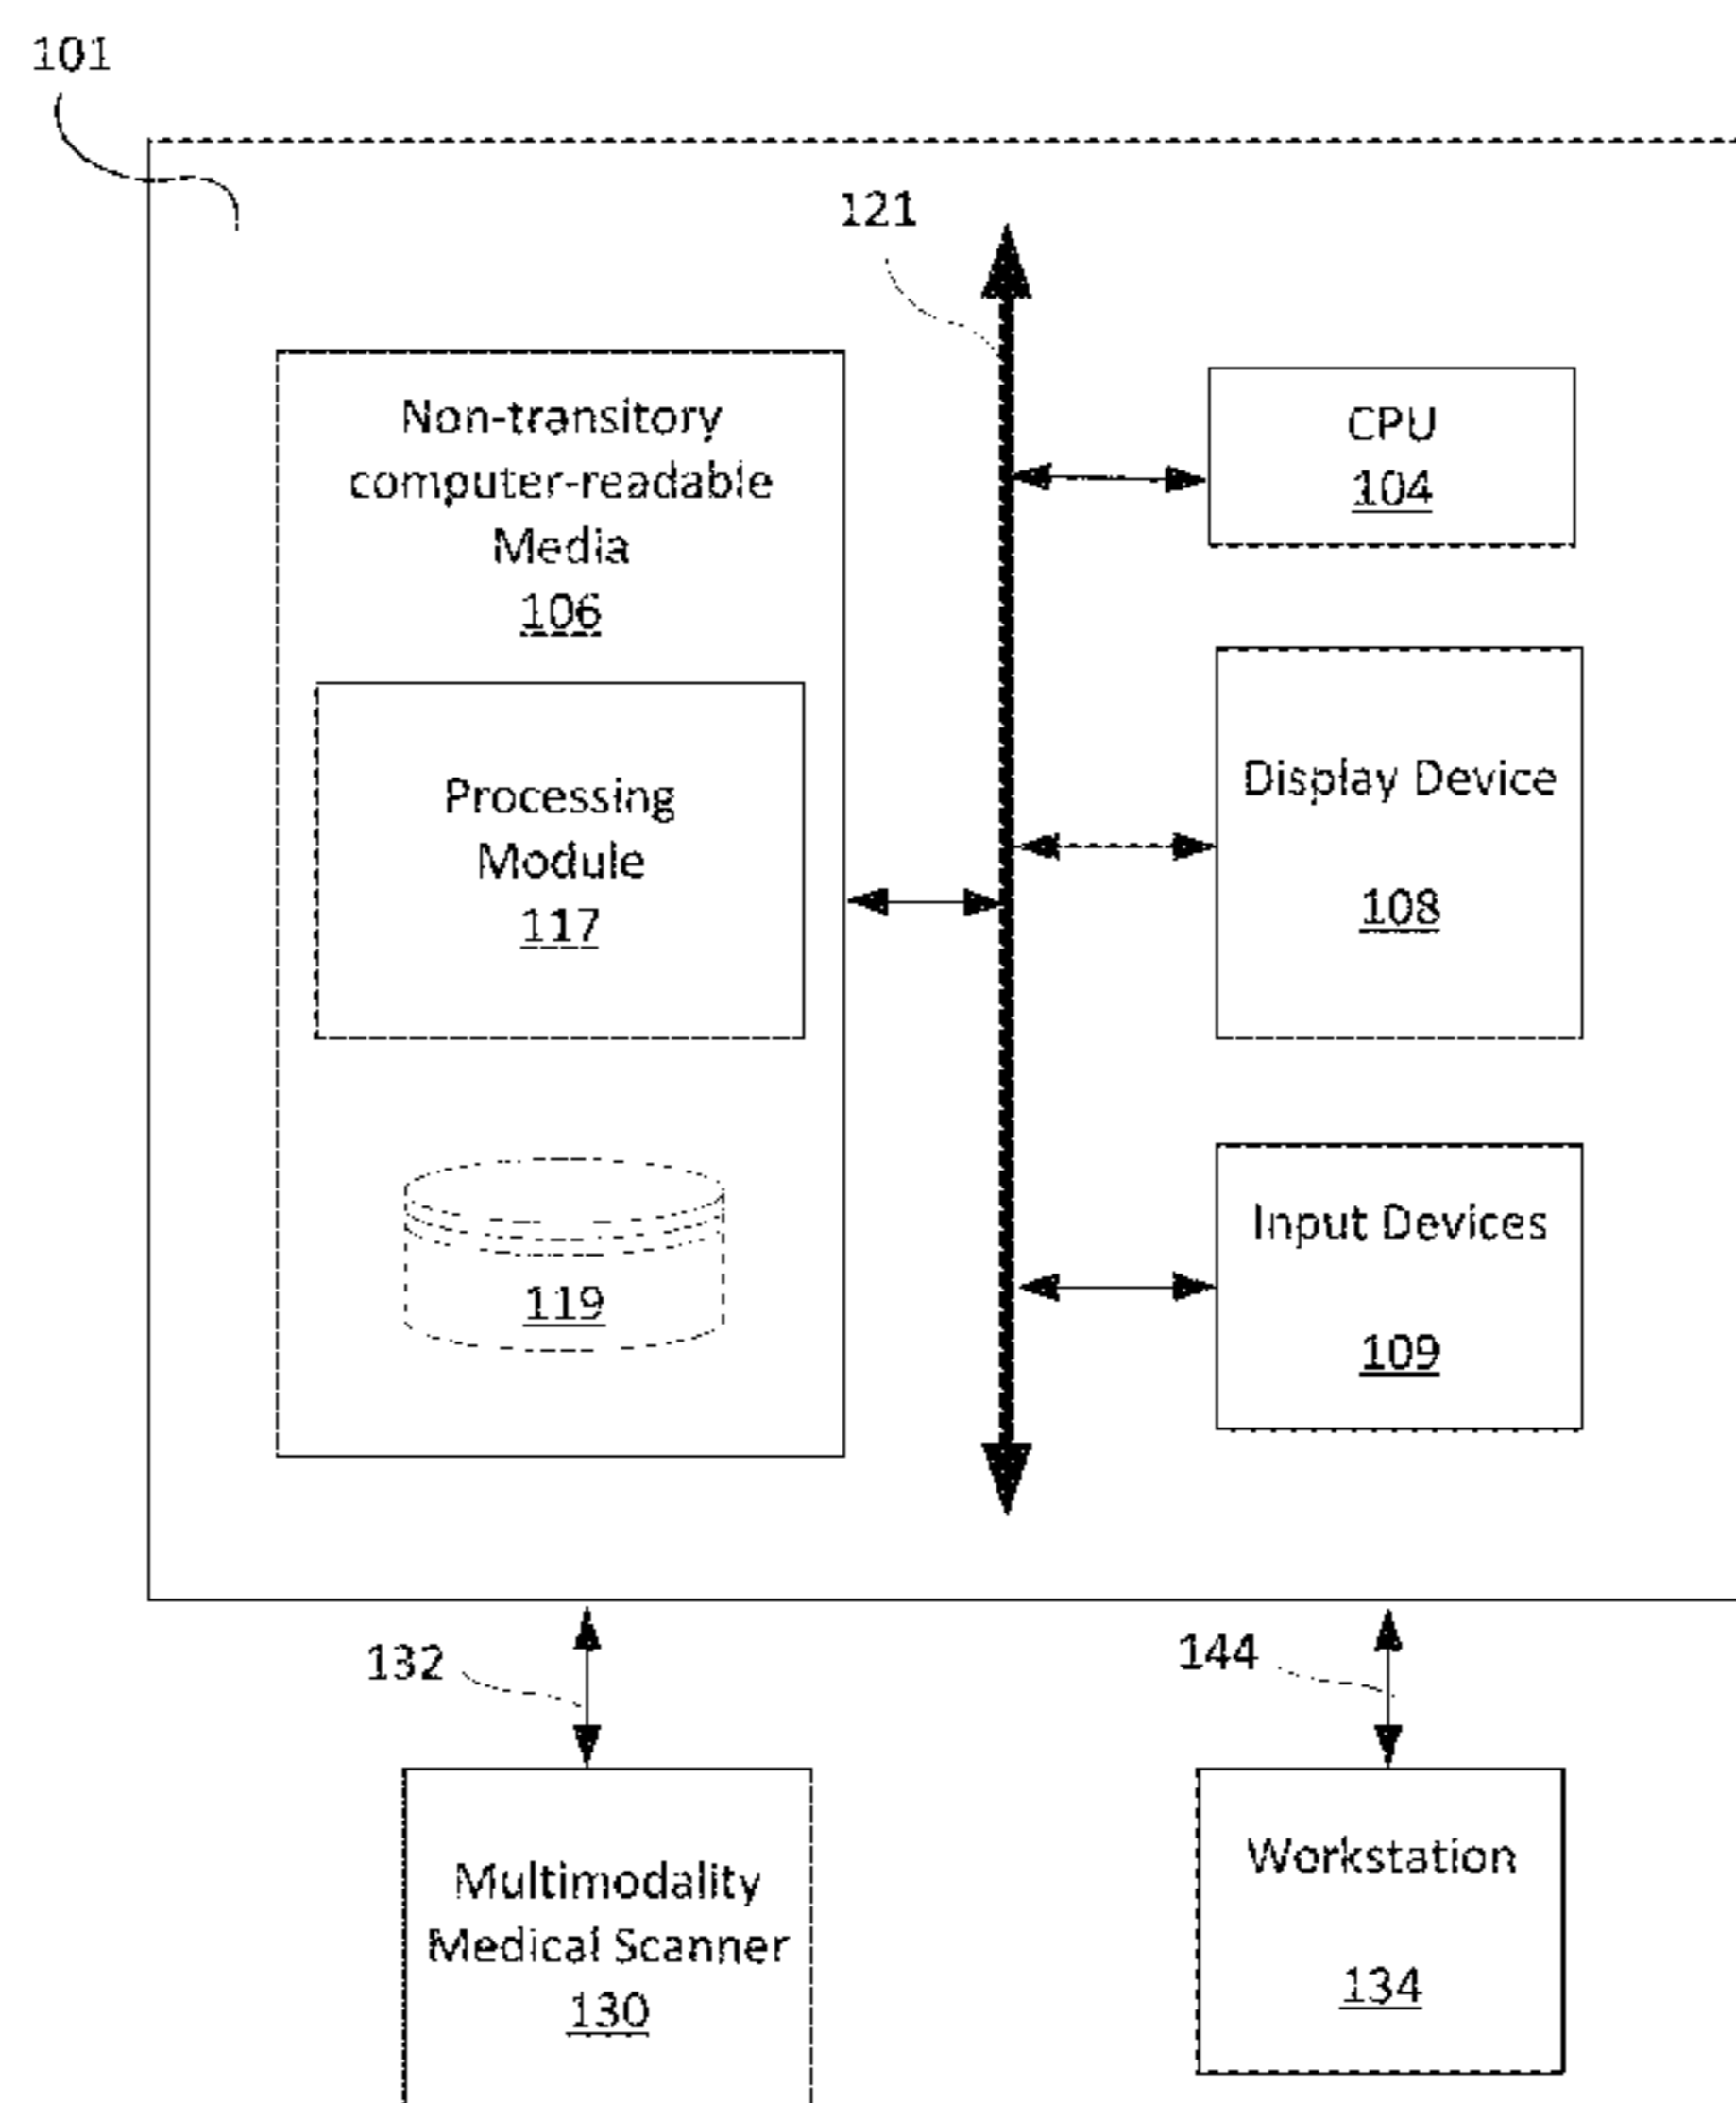 101
121
Non-transitory
computer-readable
Media
106
CPU
104
Processing
Module
117
Display Device
108
119
Input Devices
109
132
144
Multimodality
Medical Scanner
130
Workstation
134